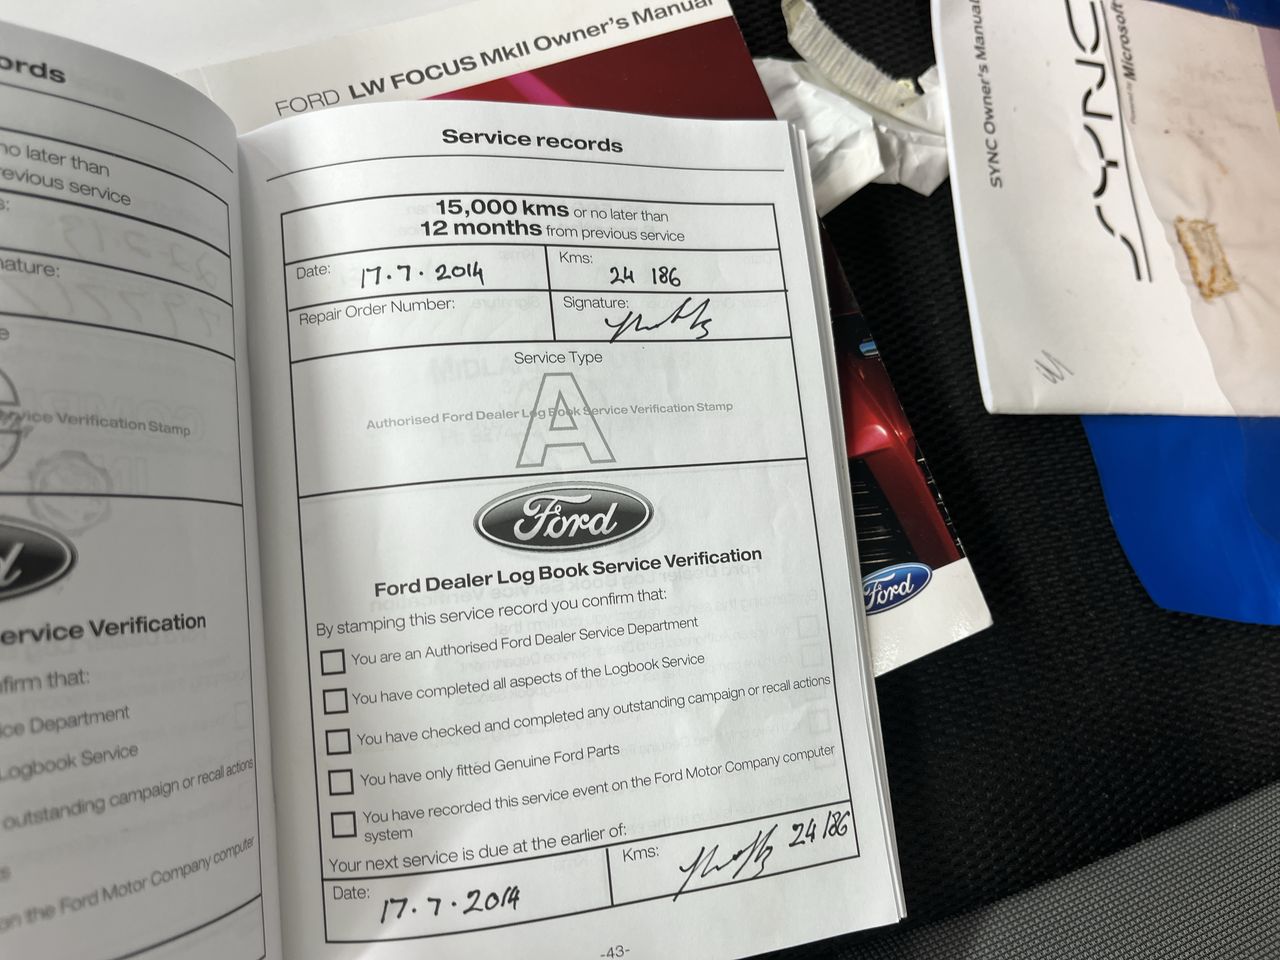 FORD LW FOCUS MkII Owner's Manual
SYNC Owner's Manual
SYNC
Powered by Microsoft
ords
no later than
revious service
ature:
vice Verification Stamp
ervice Verification
nfirm that:
ice Department
Logbook Service
outstanding campaign or recall actions
on the Ford Motor Company computer
Service records
15,000 kms or no later than
12 months from previous service
Date: 17.7.2014
Kms: 24 186
Repair Order Number:
Signature:
Service Type
A
Authorised Ford Dealer Log Book Service Verification Stamp
Ford
Ford Dealer Log Book Service Verification
By stamping this service record you confirm that:
You are an Authorised Ford Dealer Service Department
You have completed all aspects of the Logbook Service
You have checked and completed any outstanding campaign or recall actions
You have only fitted Genuine Ford Parts
You have recorded this service event on the Ford Motor Company computer
system
Your next service is due at the earlier of:
Date: 17.7.2014
Kms: 24186
-43-
Ford